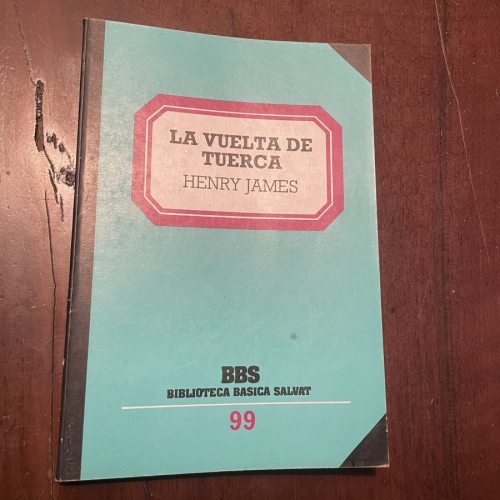 LA VUELTA DE
TUERCA
HENRY JAMES
BBS
BIBLIOTECA BASICA SALVAT
99